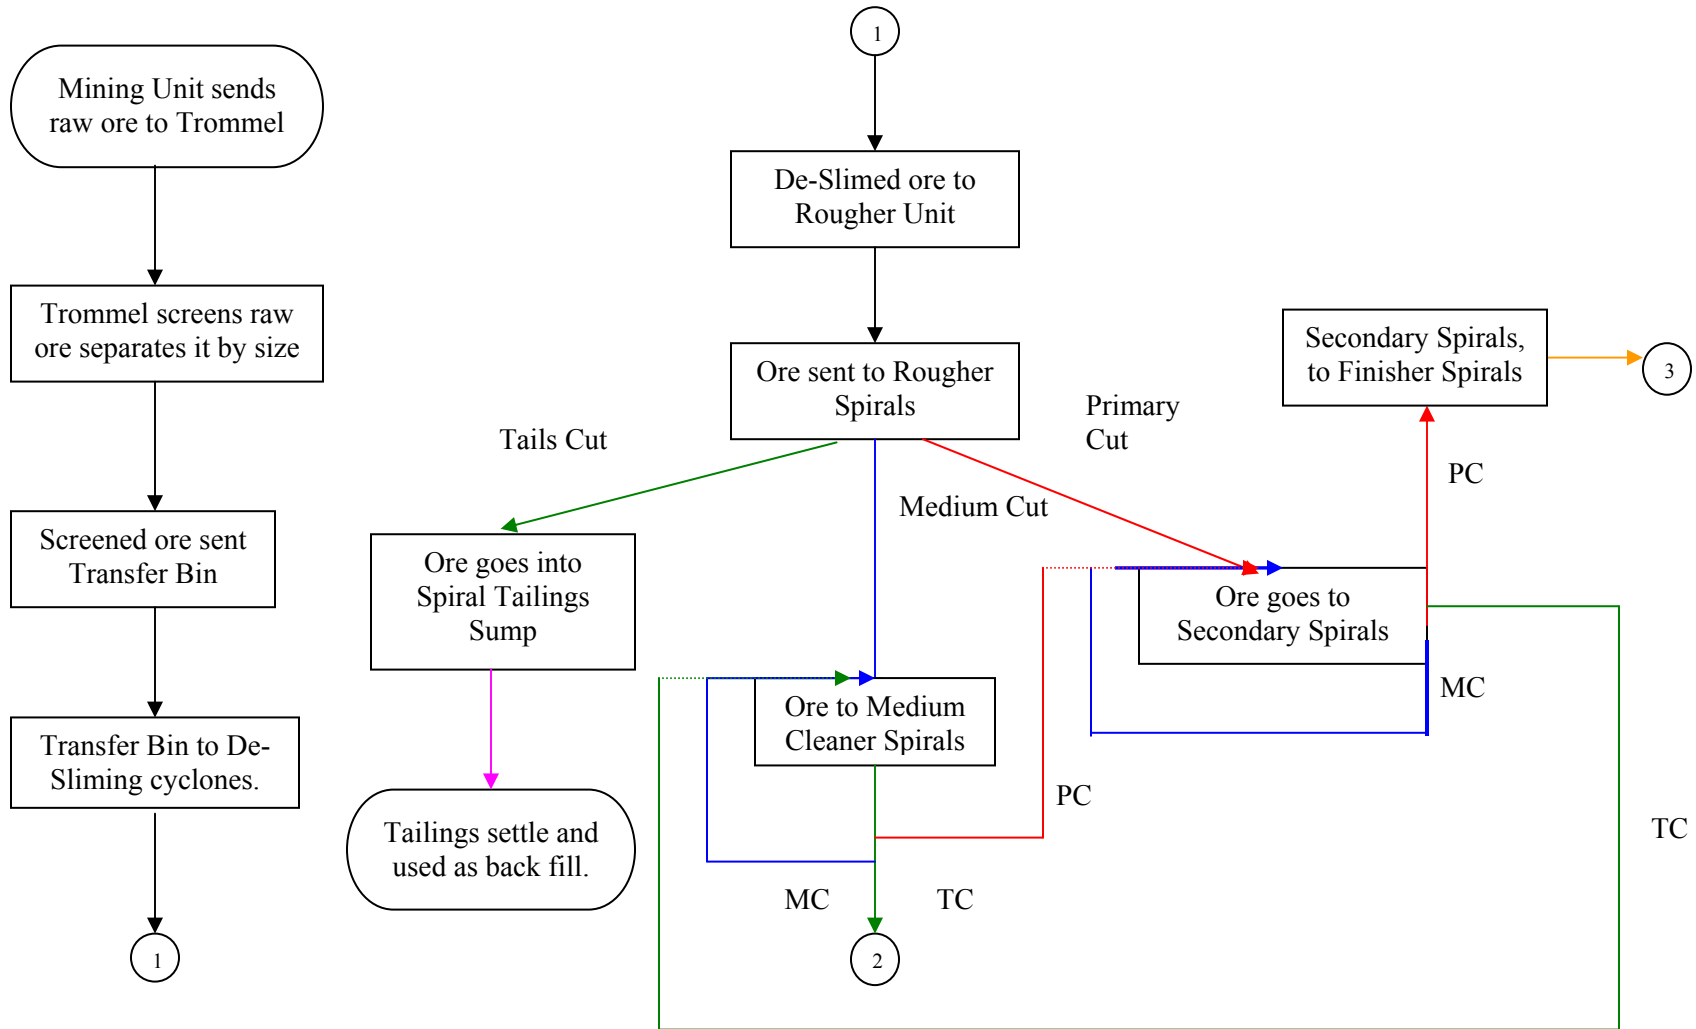 Mining Unit sends
raw ore to Trommel
Trommel screens raw
ore separates it by size
Screened ore sent
Transfer Bin
Transfer Bin to De-
Sliming cyclones.
1
1
De-Slimed ore to
Rougher Unit
Ore sent to Rougher
Spirals
Tails Cut
Medium Cut
Primary
Cut
Ore goes into
Spiral Tailings
Sump
Tailings settle and
used as back fill.
Ore to Medium
Cleaner Spirals
MC
TC
2
PC
Ore goes to
Secondary Spirals
MC
PC
TC
Secondary Spirals,
to Finisher Spirals
3